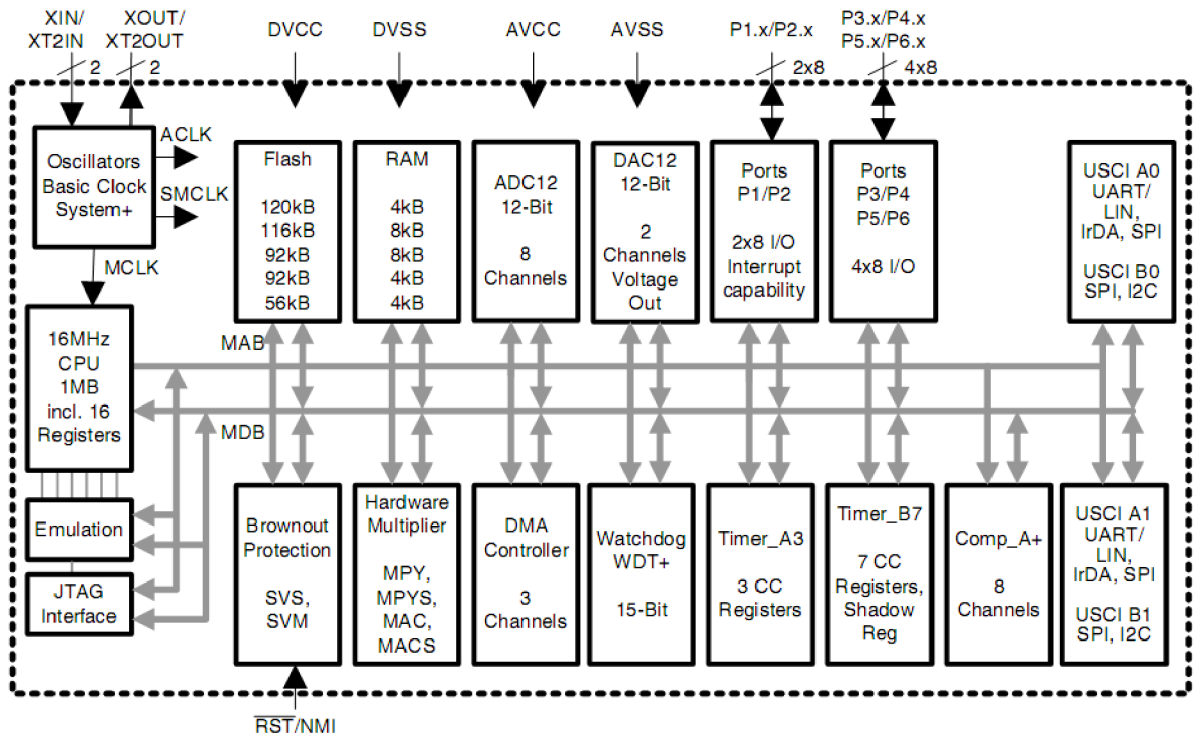 XIN/
XT2IN
XOUT/
XT2OUT
DVCC
DVSS
AVCC
AVSS
P1.x/P2.x
P3.x/P4.x
P5.x/P6.x
2
2
2x8
4x8
Oscillators
Basic Clock
System+
ACLK
SMCLK
MCLK
Flash
120kB
116kB
92kB
92kB
56kB
RAM
4kB
8kB
8kB
4kB
4kB
ADC12
12-Bit
8
Channels
DAC12
12-Bit
2
Channels
Voltage
Out
Ports
P1/P2
2x8 I/O
Interrupt
capability
Ports
P3/P4
P5/P6
4x8 I/O
USCI A0
UART/
LIN,
IrDA, SPI
USCI B0
SPI, I2C
16MHz
CPU
1MB
incl. 16
Registers
MAB
MDB
Emulation
JTAG
Interface
Brownout
Protection
SVS,
SVM
Hardware
Multiplier
MPY,
MPYS,
MAC,
MACS
DMA
Controller
3
Channels
Watchdog
WDT+
15-Bit
Timer_A3
3 CC
Registers
Timer_B7
7 CC
Registers,
Shadow
Reg
Comp_A+
8
Channels
USCI A1
UART/
LIN,
IrDA, SPI
USCI B1
SPI, I2C
RST/NMI